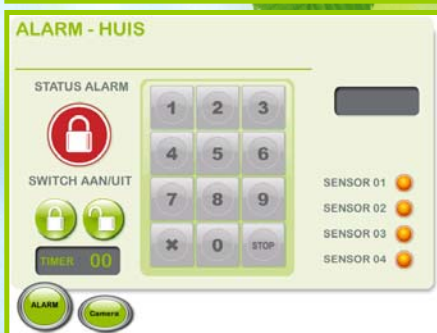 ALARM - HUIS
STATUS ALARM
1 2 3
4 5 6
7 8 9
✖ 0 STOP
SWITCH AAN/UIT
TIMER 00
SENSOR 01
SENSOR 02
SENSOR 03
SENSOR 04
ALARM
Camera